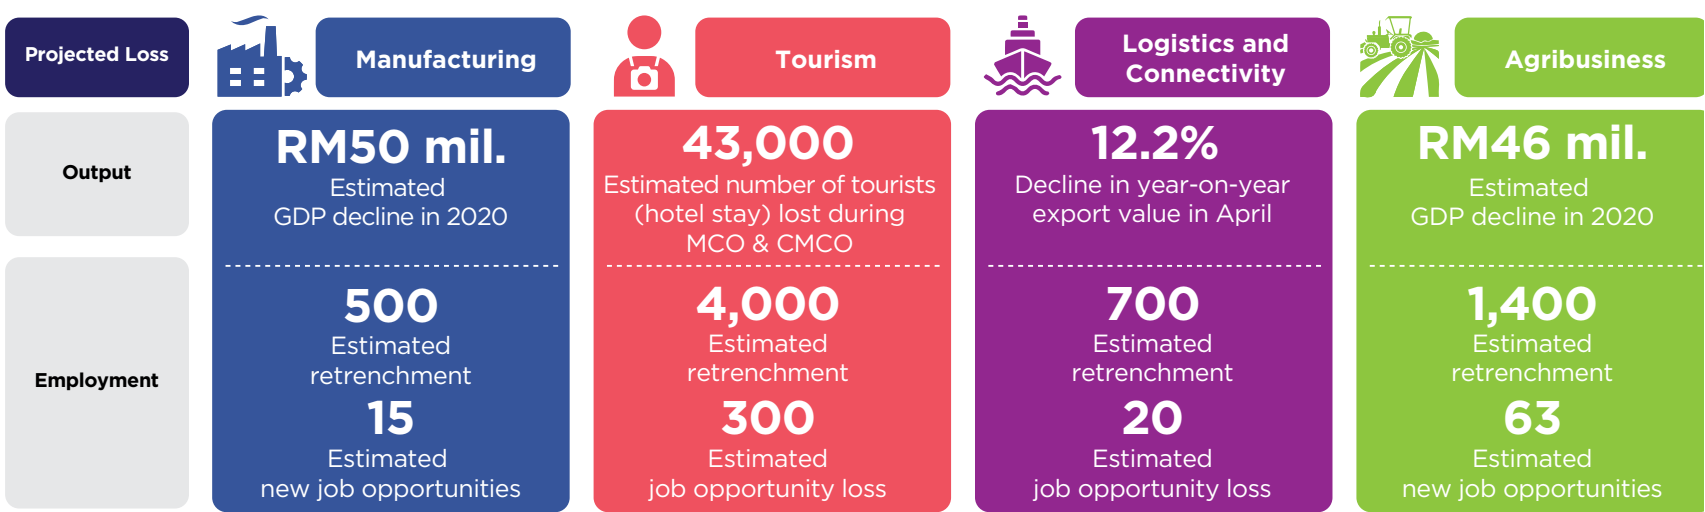 Projected Loss
Manufacturing
Tourism
Logistics and
Connectivity
Agribusiness
Output
RM50 mil.
Estimated
GDP decline in 2020
43,000
Estimated number of tourists
(hotel stay) lost during
MCO & CMCO
12.2%
Decline in year-on-year
export value in April
RM46 mil.
Estimated
GDP decline in 2020
Employment
500
Estimated
retrenchment
15
Estimated
new job opportunities
4,000
Estimated
retrenchment
300
Estimated
job opportunity loss
700
Estimated
retrenchment
20
Estimated
job opportunity loss
1,400
Estimated
retrenchment
63
Estimated
new job opportunities